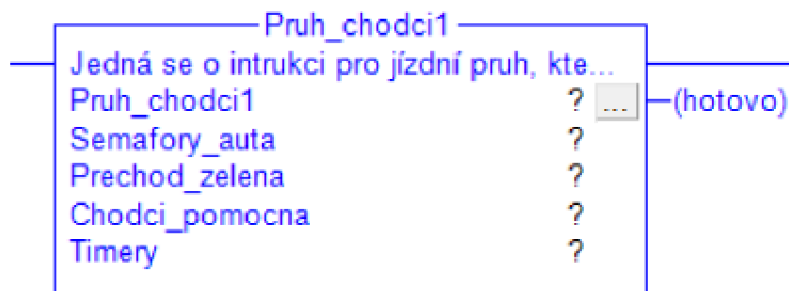 Pruh_chodci1
Jedná se o intrukci pro jízdní pruh, kte...
Pruh_chodci1 ? ... (hotovo)
Semafory_auta ?
Prechod_zelena ?
Chodci_pomocna ?
Timery ?